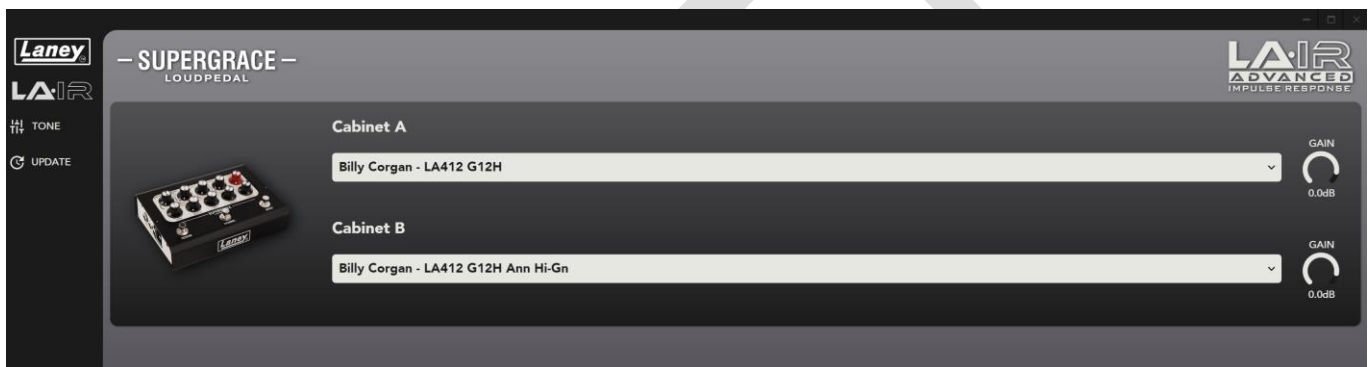 Laney
LA·IR
TONE
UPDATE
– SUPERGRACE –
LOUDPEDAL
LA·IR
ADVANCED
IMPULSE RESPONSE
Cabinet A
Billy Corgan - LA412 G12H
GAIN
0.0dB
Cabinet B
Billy Corgan - LA412 G12H Ann Hi-Gn
GAIN
0.0dB
Laney